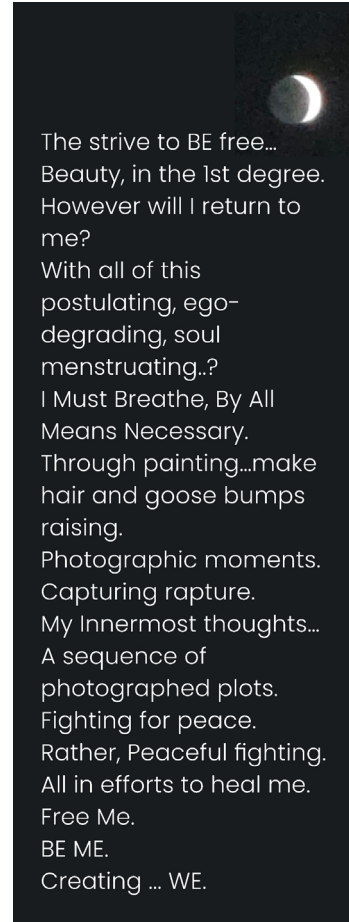 The strive to BE free...
Beauty, in the 1st degree.
However will I return to
me?
With all of this
postulating, ego-
degrading, soul
menstruating..?
I Must Breathe, By All
Means Necessary.
Through painting...make
hair and goose bumps
raising.
Photographic moments.
Capturing rapture.
My Innermost thoughts...
A sequence of
photographed plots.
Fighting for peace.
Rather, Peaceful fighting.
All in efforts to heal me.
Free Me.
BE ME.
Creating ... WE.